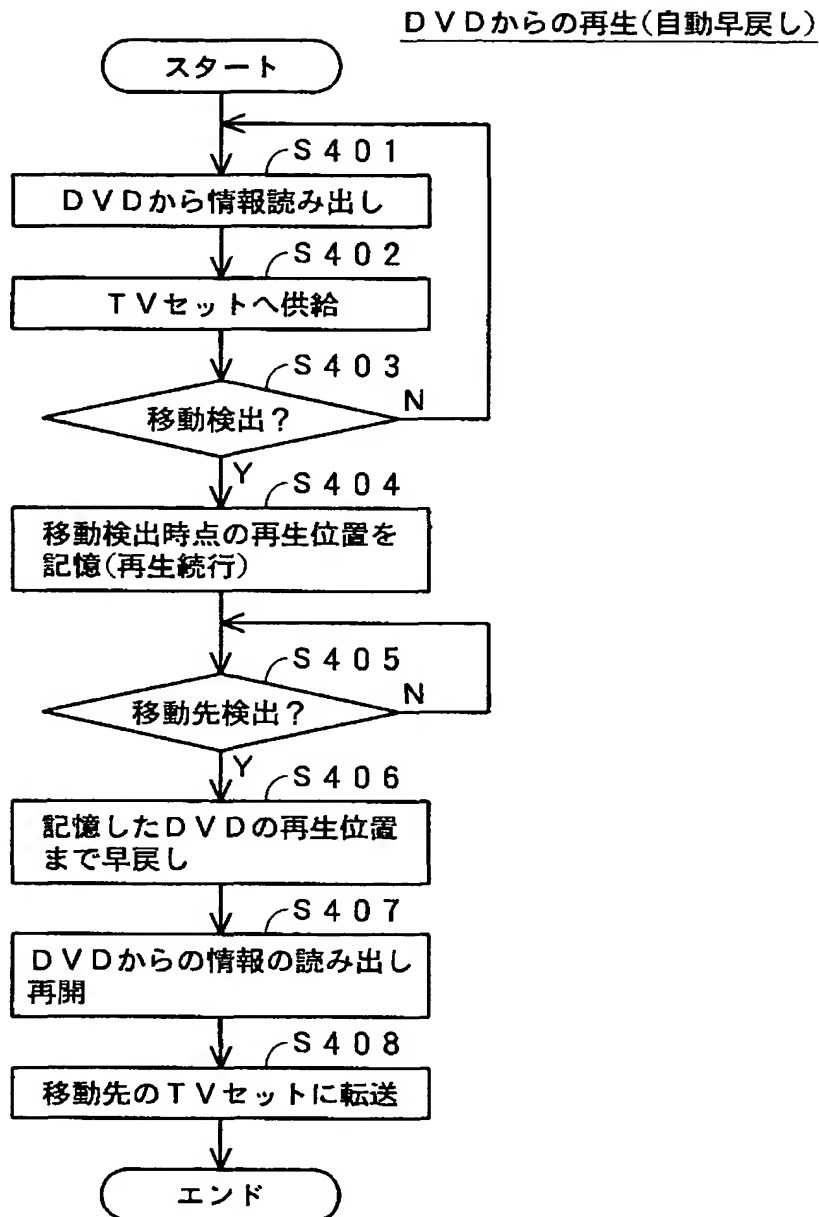 DVDからの再生(自動早戻し)
スタート
S401
DVDから情報読み出し
S402
TVセットへ供給
S403
移動検出?
N
Y
S404
移動検出時点の再生位置を
記憶(再生続行)
S405
移動先検出?
N
Y
S406
記憶したDVDの再生位置
まで早戻し
S407
DVDからの情報の読み出し
再開
S408
移動先のTVセットに転送
エンド